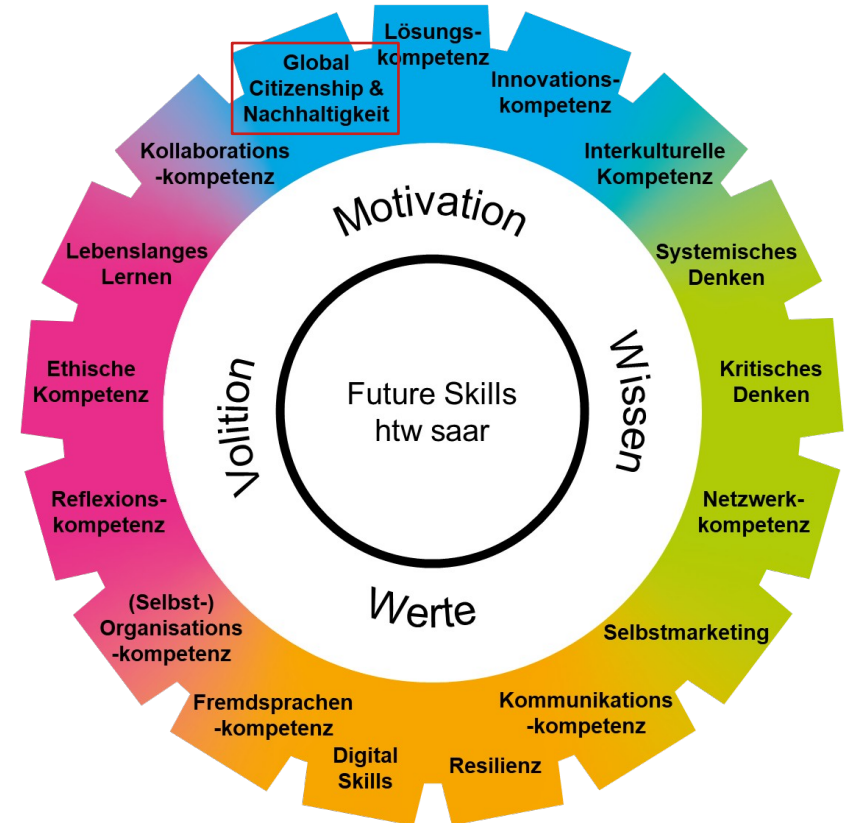 Lösungs-
kompetenz
Innovations-
kompetenz
Interkulturelle
Kompetenz
Systemisches
Denken
Kritisches
Denken
Netzwerk-
kompetenz
Selbstmarketing
Kommunikations
-kompetenz
Resilienz
Digital
Skills
Fremdsprachen
-kompetenz
(Selbst-)
Organisations
-kompetenz
Reflexions-
kompetenz
Ethische
Kompetenz
Lebenslanges
Lernen
Kollaborations
-kompetenz
Global
Citizenship &
Nachhaltigkeit
Motivation
Wissen
Werte
Volition
Future Skills
htw saar